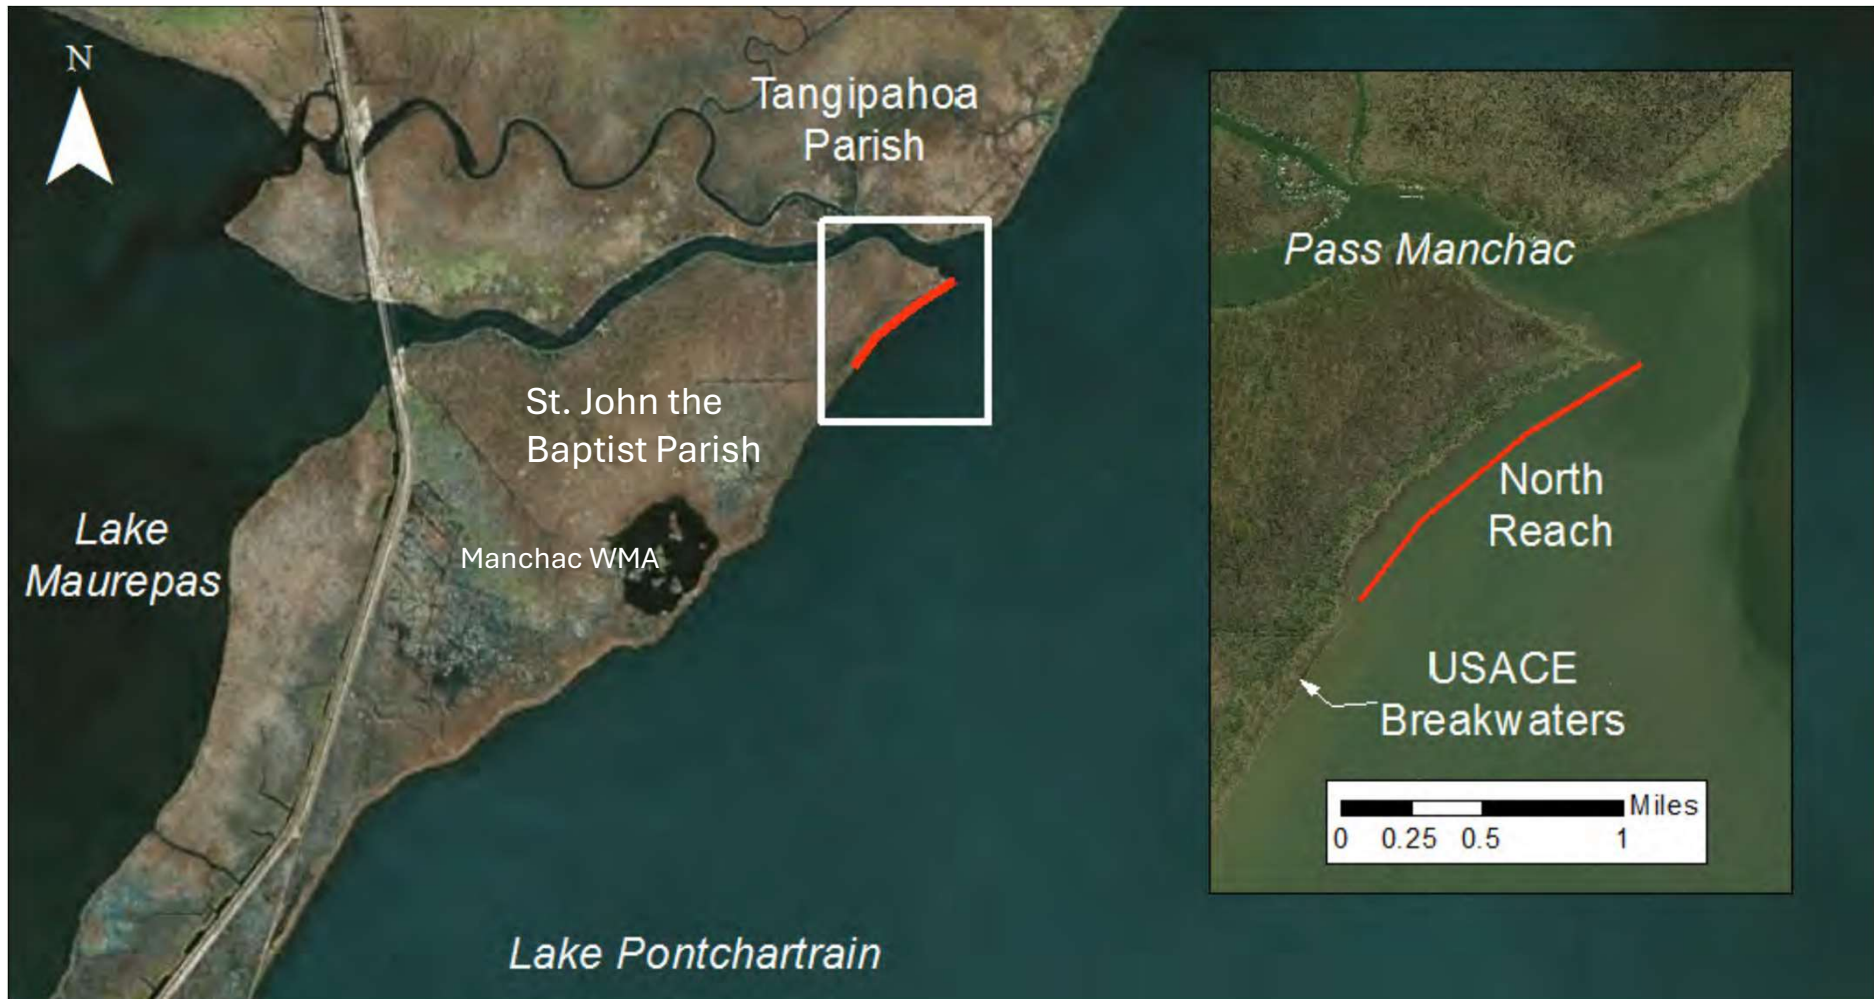 N
Tangipahoa
Parish
St. John the
Baptist Parish
Lake
Maurepas
Manchac WMA
Lake Pontchartrain
Pass Manchac
North
Reach
USACE
Breakwaters
Miles
0 0.25 0.5 1